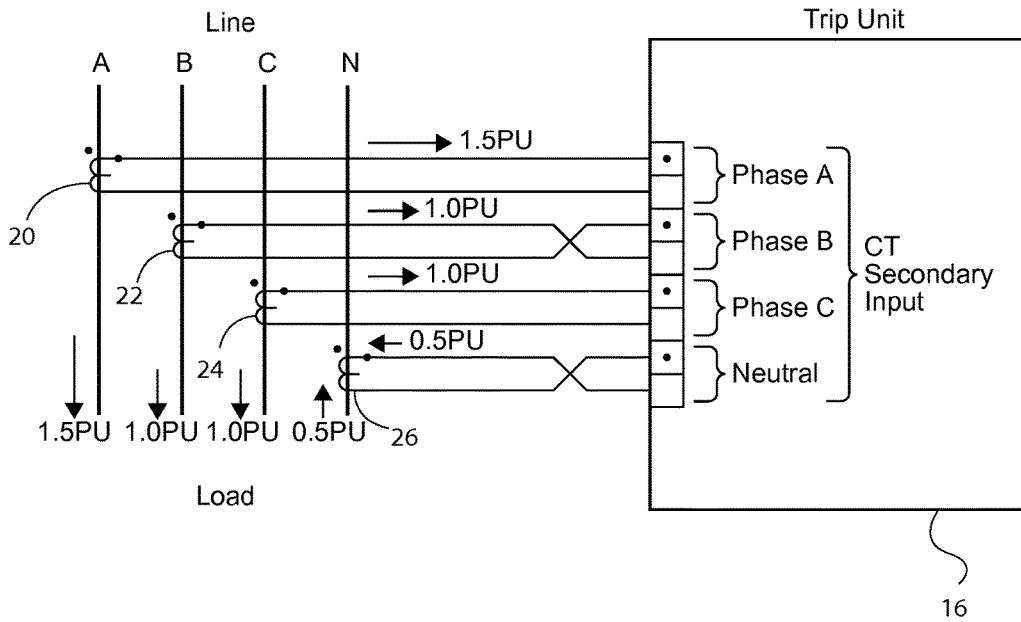 Line
Trip Unit
A B C N
1.5PU
Phase A
20
1.0PU
Phase B
CT
Secondary
Input
22
1.0PU
Phase C
24
0.5PU
Neutral
1.5PU 1.0PU 1.0PU 0.5PU
26
Load
16